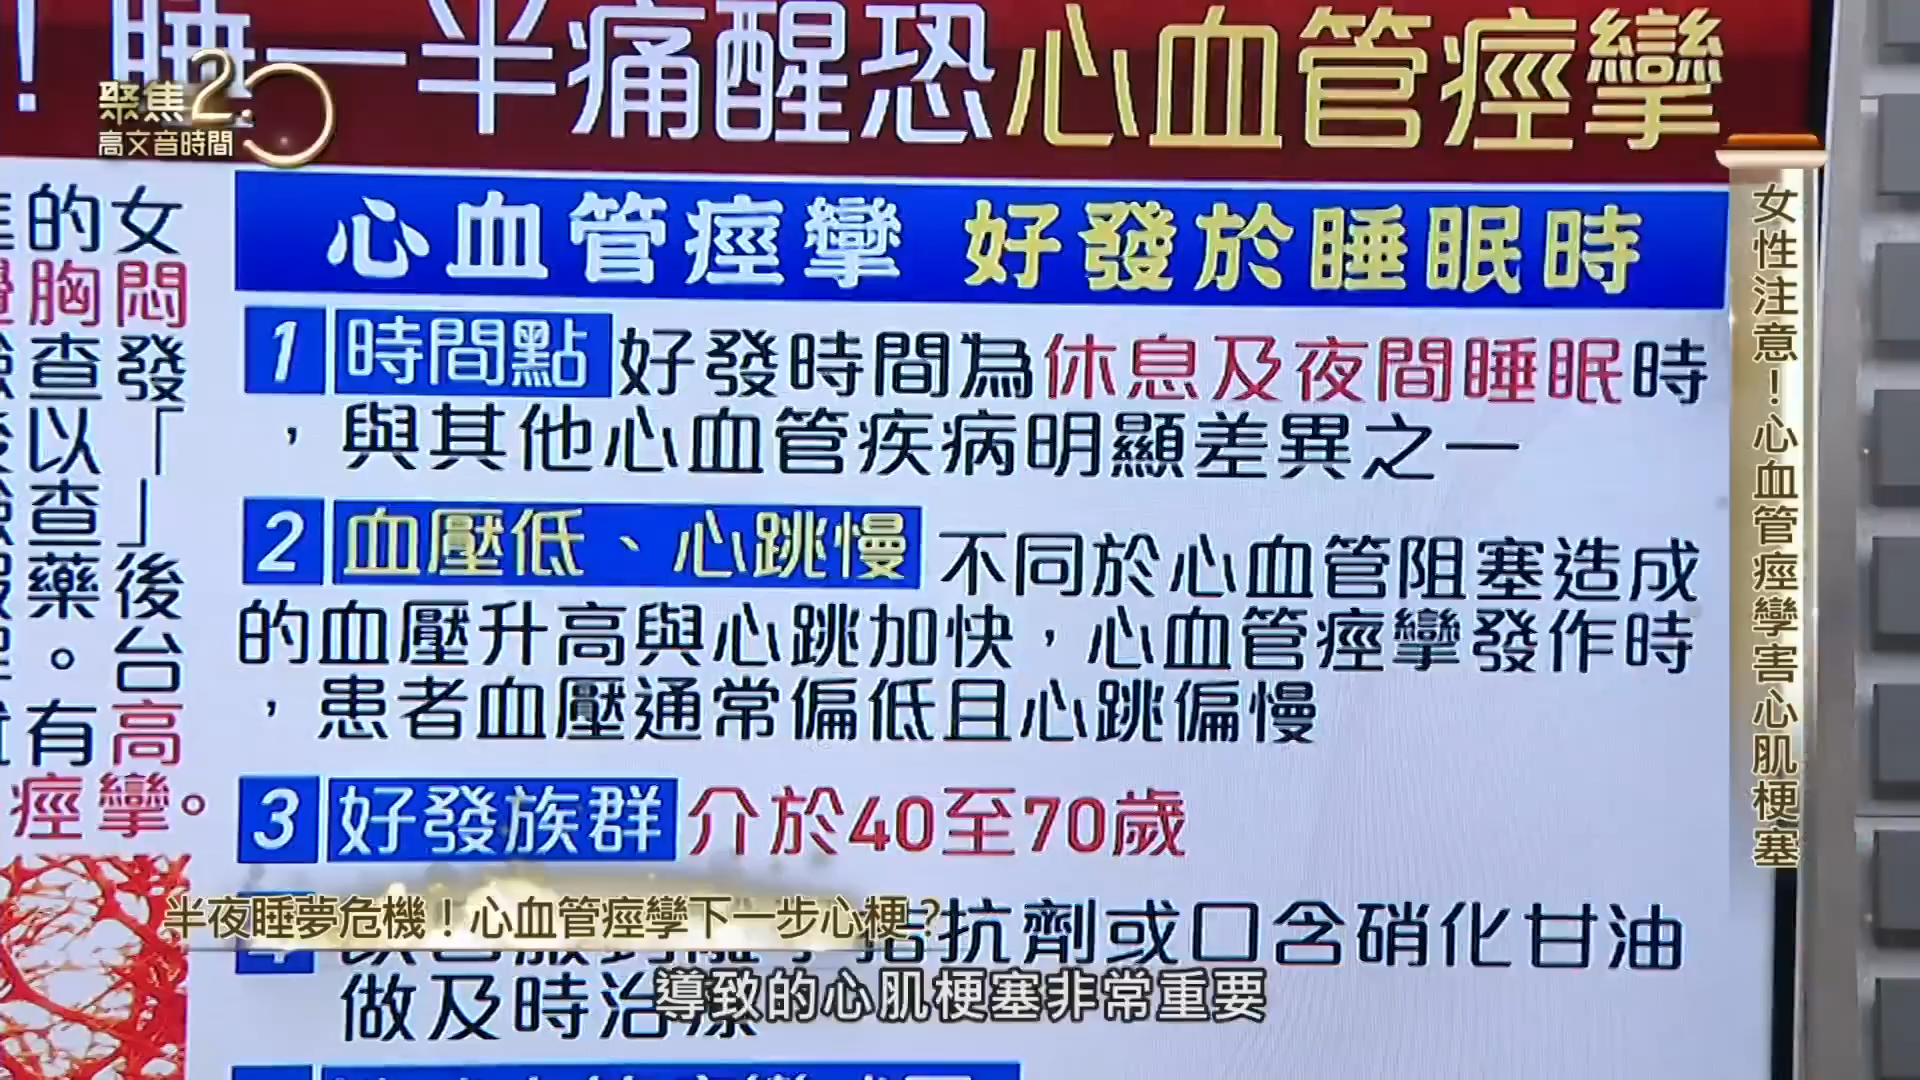 ！睡一半痛醒恐心血管痙攣
聚焦2.0
高文音時間
心血管痙攣 好發於睡眠時
1 時間點 好發時間為休息及夜間睡眠時
，與其他心血管疾病明顯差異之一
2 血壓低、心跳慢 不同於心血管阻塞造成
的血壓升高與心跳加快，心血管痙攣發作時
，患者血壓通常偏低且心跳偏慢
3 好發族群 介於40至70歲
4 拮抗劑或口含硝化甘油
做及時治療
的女
胸悶
查發
以「
查」
藥後
。台
有高
痙攣。
女性注意！心血管痙攣害心肌梗塞
半夜睡夢危機！心血管痙攣下一步心梗？
導致的心肌梗塞非常重要